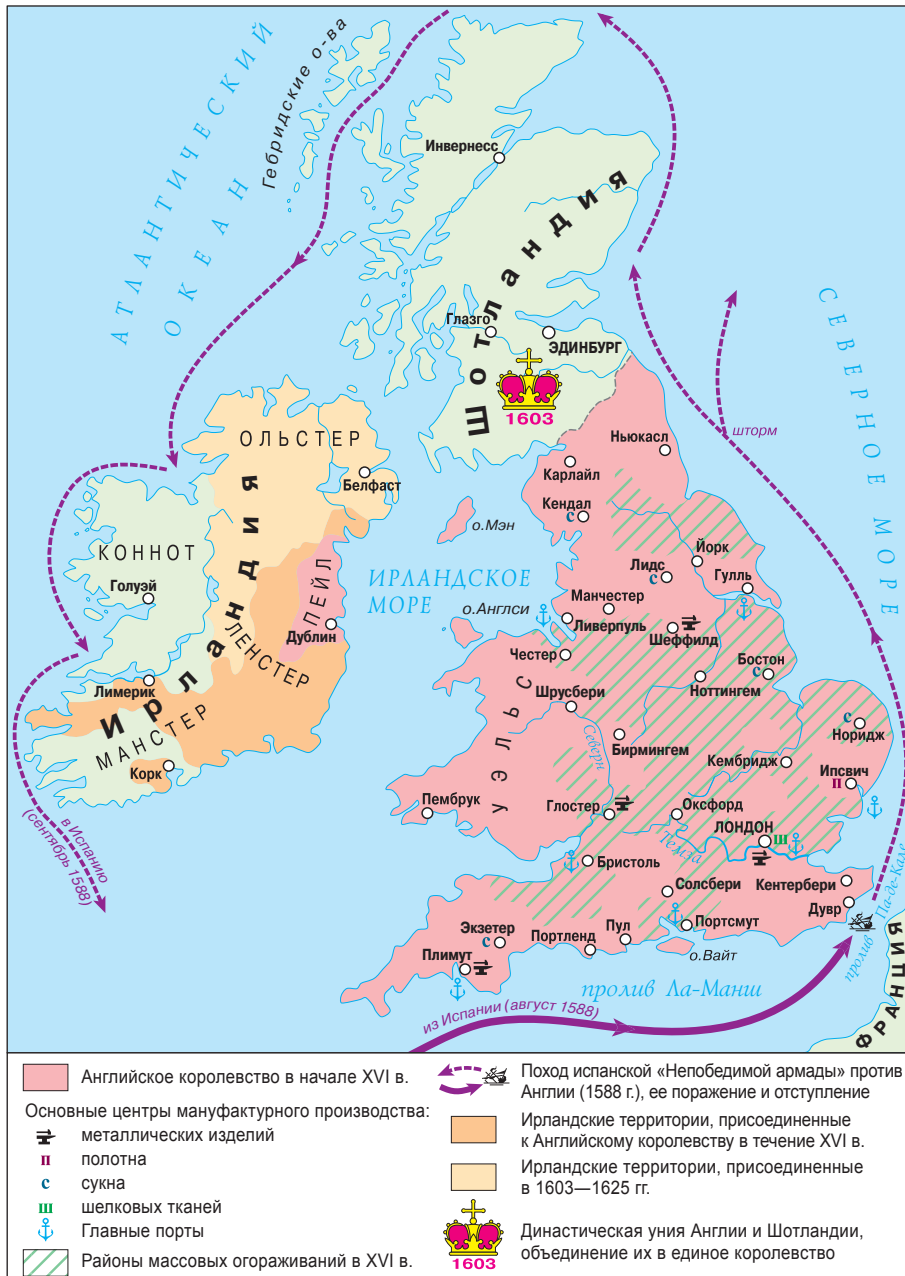 АТЛАНТИЧЕСКИЙ
ОКЕАН
Гебридские о-ва
Инвернесс
Шотландия
Глазго
ЭДИНБУРГ
1603
СЕВЕРНОЕ МОРЕ
шторм
ОЛЬСТЕР
Белфаст
Ирландия
КОННОТ
Голуэй
ПЕЙЛ
Дублин
ЛЕНСТЕР
Лимерик
МАНСТЕР
Корк
в Испанию
(сентябрь 1588)
ИРЛАНДСКОЕ
МОРЕ
о.Мэн
о.Англси
Ньюкасл
Карлайл
Кендал
с
Йорк
Лидс
с
Гулль
Манчестер
Ливерпуль
Шеффилд
Честер
Бостон
с
Шрусбери
Ноттингем
УЭЛЬС
Северн
Бирмингем
с
Норидж
Кембридж
Ипсвич
п
Пембрук
Глостер
Оксфорд
ЛОНДОН
ш
Темза
Бристоль
Солсбери
Кентербери
Дувр
пролив Па-де-Кале
Экзетер
с
Портленд
Пул
Портсмут
Плимут
о.Вайт
пролив Ла-Манш
из Испании (август 1588)
ФРАНЦИЯ
Английское королевство в начале XVI в.
Основные центры мануфактурного производства:
металлических изделий
п полотна
с сукна
ш шелковых тканей
Главные порты
Районы массовых огораживаний в XVI в.
Поход испанской «Непобедимой армады» против
Англии (1588 г.), ее поражение и отступление
Ирландские территории, присоединенные
к Английскому королевству в течение XVI в.
Ирландские территории, присоединенные
в 1603—1625 гг.
Династическая уния Англии и Шотландии,
объединение их в единое королевство
1603